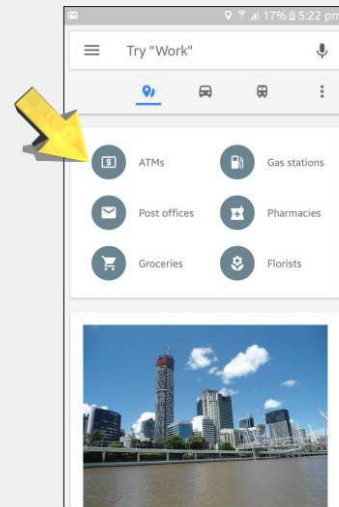 17% 5:22 pm
Try "Work"
ATMs Gas stations
Post offices Pharmacies
Groceries Florists